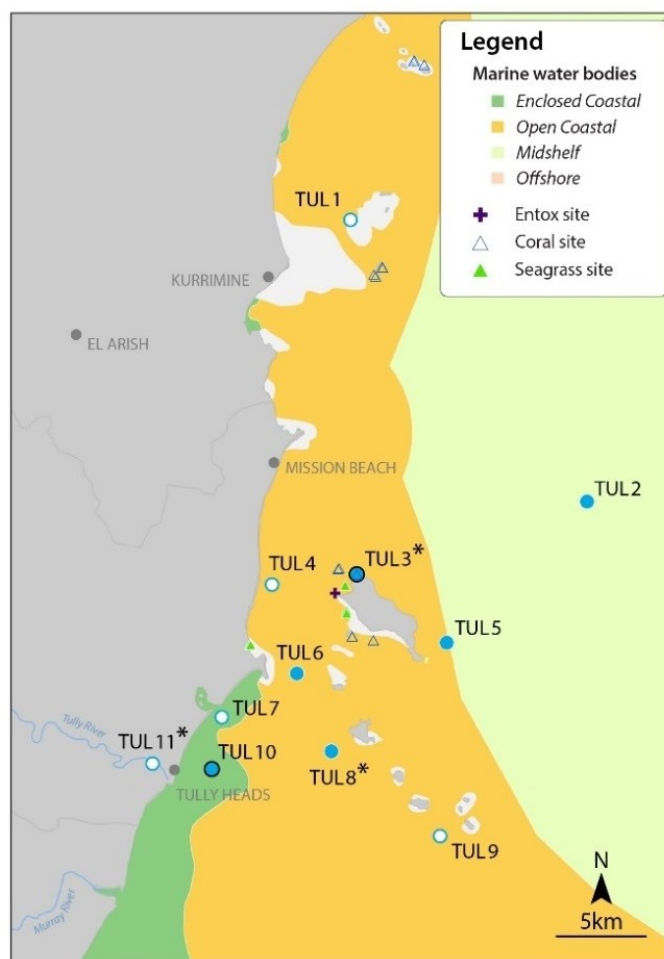 Legend
Marine water bodies
Enclosed Coastal
Open Coastal
Midshelf
Offshore
Entox site
Coral site
Seagrass site
TUL1
KURRIMINE
EL ARISH
MISSION BEACH
TUL2
TUL3*
TUL4
TUL5
TUL6
TUL7
Tully River
TUL11*
TUL10
TUL8*
TULLY HEADS
TUL9
Murray River
N
5km